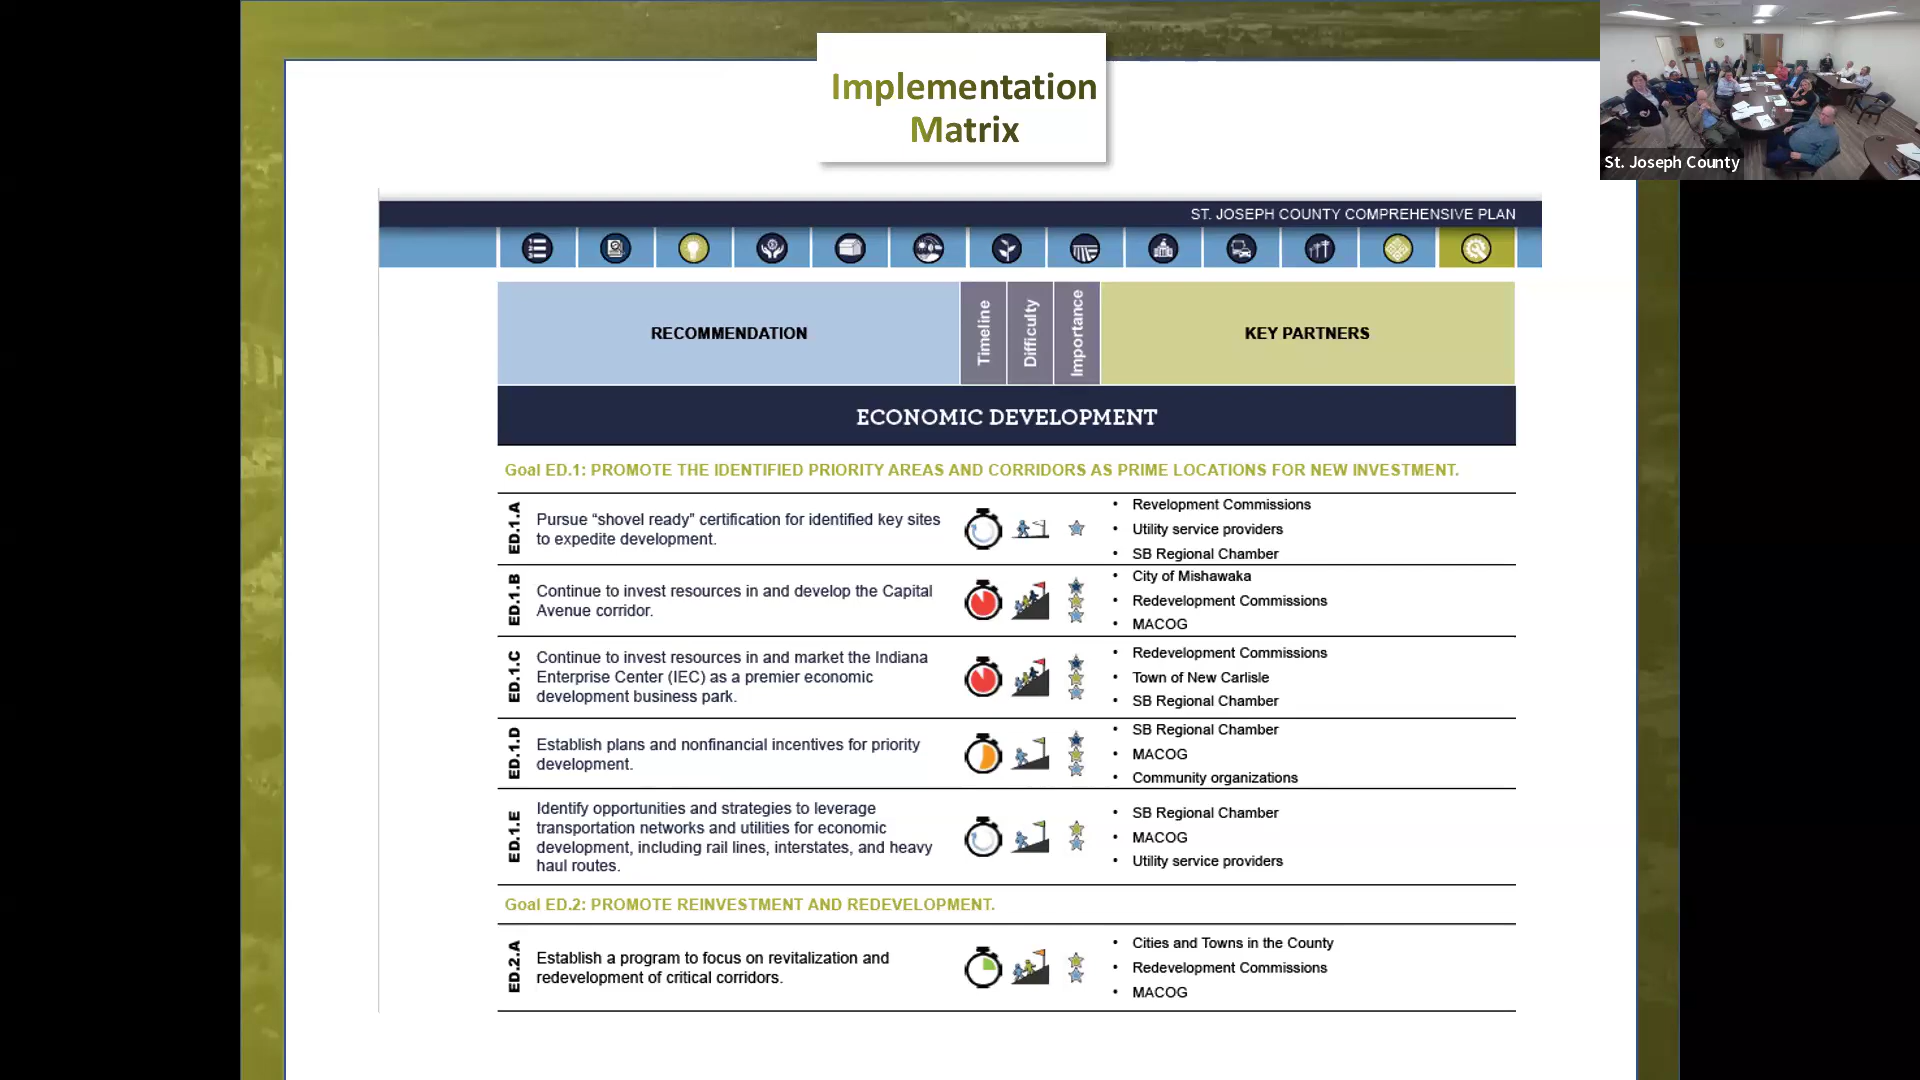 Implementation
Matrix
St. Joseph County
ST. JOSEPH COUNTY COMPREHENSIVE PLAN
RECOMMENDATION
Timeline
Difficulty
Importance
KEY PARTNERS
ECONOMIC DEVELOPMENT
Goal ED.1: PROMOTE THE IDENTIFIED PRIORITY AREAS AND CORRIDORS AS PRIME LOCATIONS FOR NEW INVESTMENT.
ED.1.A
Pursue “shovel ready” certification for identified key sites
to expedite development.
• Revelopment Commissions
• Utility service providers
• SB Regional Chamber
ED.1.B
Continue to invest resources in and develop the Capital
Avenue corridor.
• City of Mishawaka
• Redevelopment Commissions
• MACOG
ED.1.C
Continue to invest resources in and market the Indiana
Enterprise Center (IEC) as a premier economic
development business park.
• Redevelopment Commissions
• Town of New Carlisle
• SB Regional Chamber
ED.1.D
Establish plans and nonfinancial incentives for priority
development.
• SB Regional Chamber
• MACOG
• Community organizations
ED.1.E
Identify opportunities and strategies to leverage
transportation networks and utilities for economic
development, including rail lines, interstates, and heavy
haul routes.
• SB Regional Chamber
• MACOG
• Utility service providers
Goal ED.2: PROMOTE REINVESTMENT AND REDEVELOPMENT.
ED.2.A
Establish a program to focus on revitalization and
redevelopment of critical corridors.
• Cities and Towns in the County
• Redevelopment Commissions
• MACOG